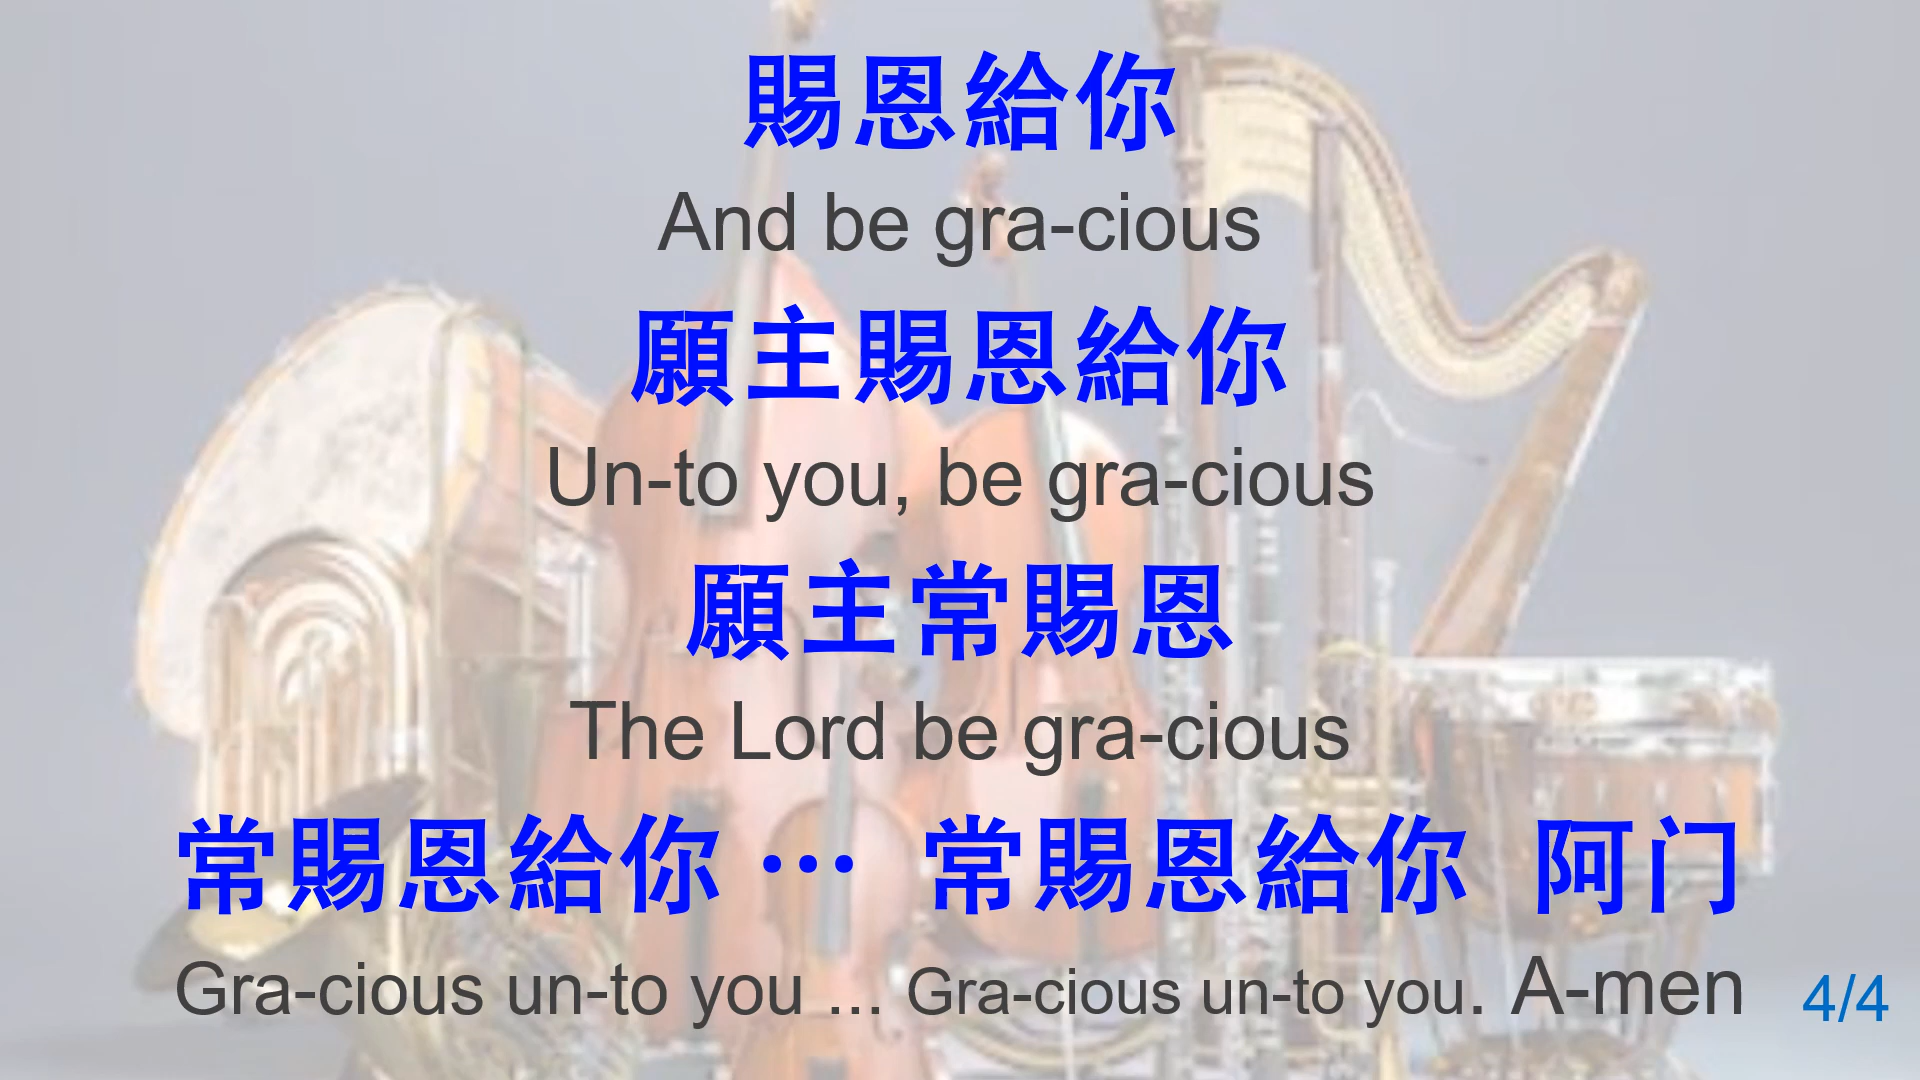 賜恩給你
And be gra-cious
願主賜恩給你
Un-to you, be gra-cious
願主常賜恩
The Lord be gra-cious
常賜恩給你 … 常賜恩給你 阿门
Gra-cious un-to you ... Gra-cious un-to you. A-men
4/4